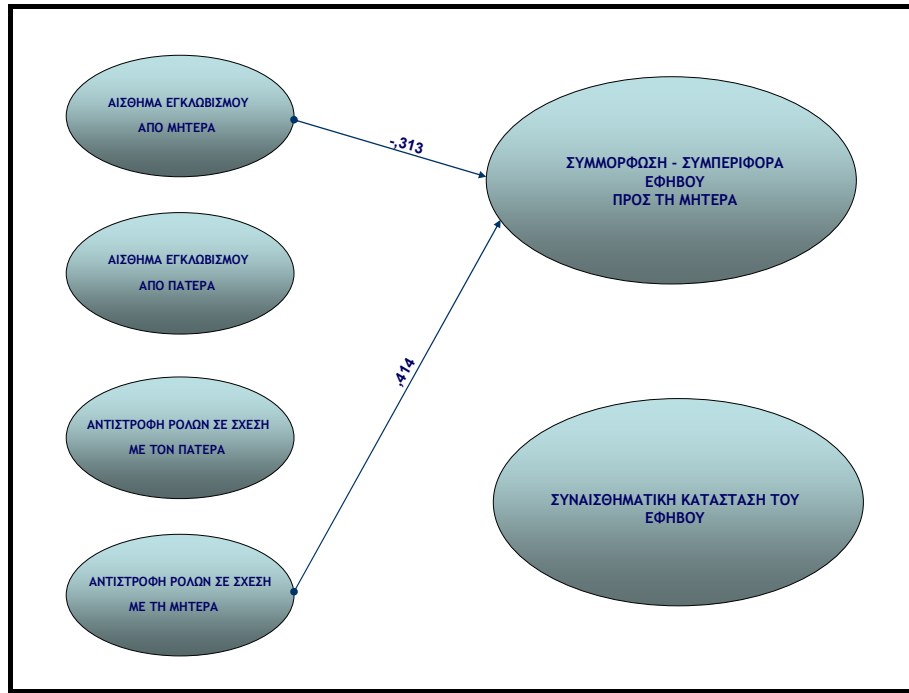 ΑΙΣΘΗΜΑ ΕΓΚΛΩΒΙΣΜΟΥ
ΑΠΟ ΜΗΤΕΡΑ
-,313
ΣΥΜΜΟΡΦΩΣΗ - ΣΥΜΠΕΡΙΦΟΡΑ
ΕΦΗΒΟΥ
ΠΡΟΣ ΤΗ ΜΗΤΕΡΑ
ΑΙΣΘΗΜΑ ΕΓΚΛΩΒΙΣΜΟΥ
ΑΠΟ ΠΑΤΕΡΑ
,414
ΑΝΤΙΣΤΡΟΦΗ ΡΟΛΩΝ ΣΕ ΣΧΕΣΗ
ΜΕ ΤΟΝ ΠΑΤΕΡΑ
ΣΥΝΑΙΣΘΗΜΑΤΙΚΗ ΚΑΤΑΣΤΑΣΗ ΤΟΥ
ΕΦΗΒΟΥ
ΑΝΤΙΣΤΡΟΦΗ ΡΟΛΩΝ ΣΕ ΣΧΕΣΗ
ΜΕ ΤΗ ΜΗΤΕΡΑ